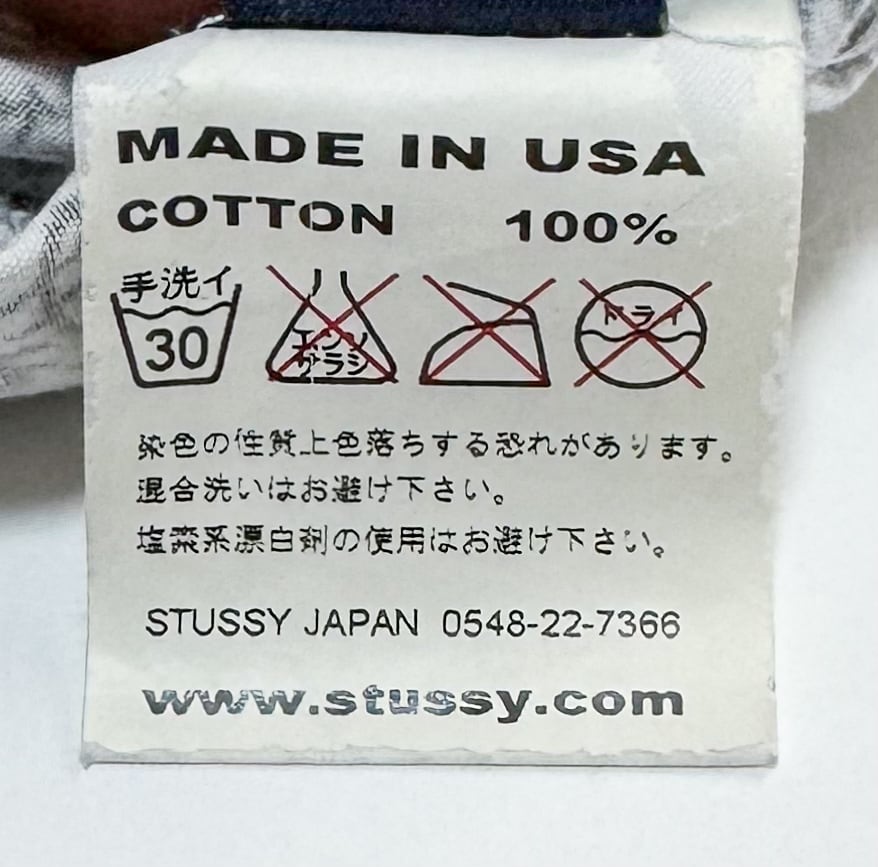 MADE IN USA
COTTON 100%
手洗イ
30
エンソ
サラシ
ドライ
染色の性質上色落ちする恐れがあります。
混合洗いはお避け下さい。
塩素系漂白剤の使用はお避け下さい。
STUSSY JAPAN 0548-22-7366
www.stussy.com